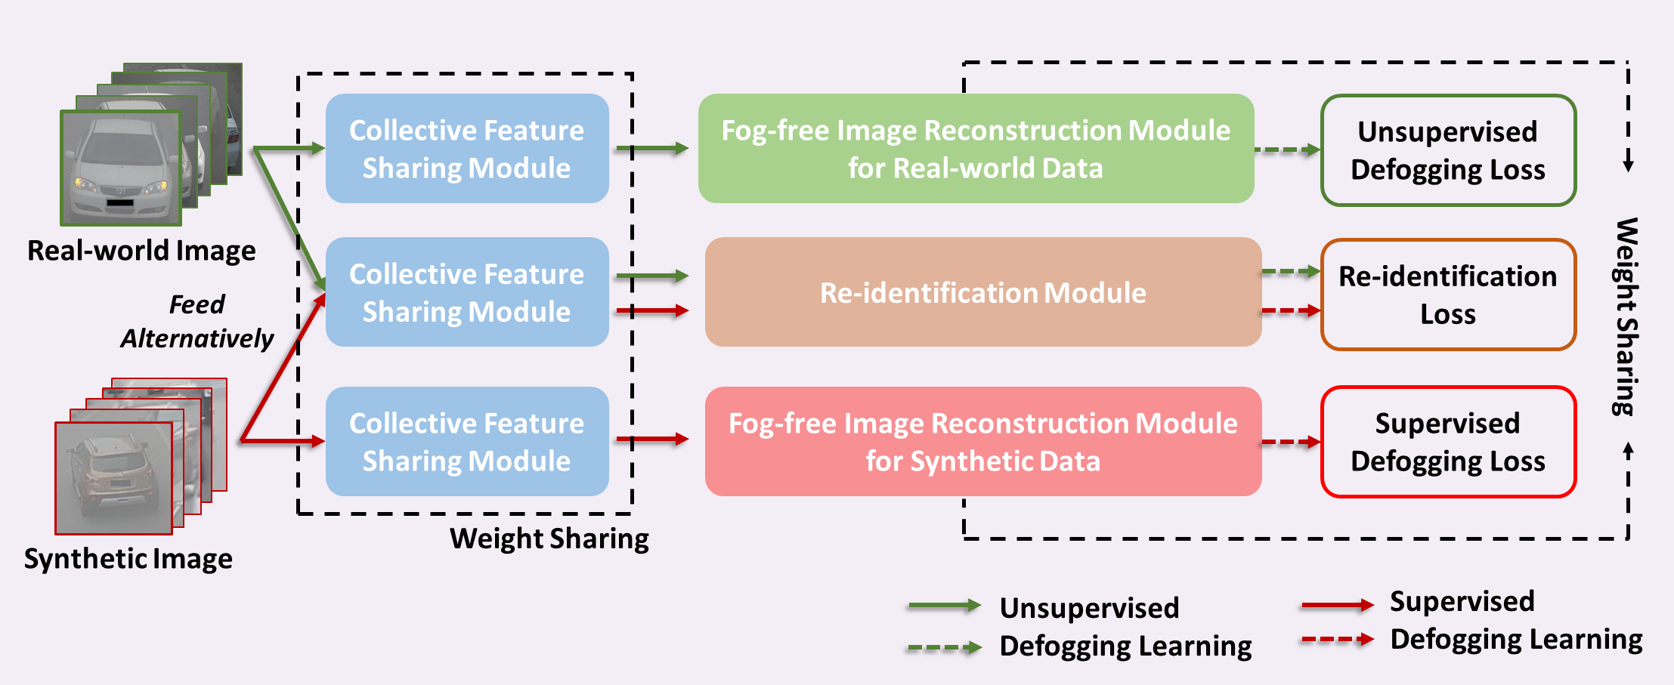 Real-world Image
Feed
Alternatively
Synthetic Image
Collective Feature
Sharing Module
Collective Feature
Sharing Module
Collective Feature
Sharing Module
Weight Sharing
Fog-free Image Reconstruction Module
for Real-world Data
Re-identification Module
Fog-free Image Reconstruction Module
for Synthetic Data
Unsupervised
Defogging Loss
Re-identification
Loss
Supervised
Defogging Loss
Weight Sharing
Unsupervised
Defogging Learning
Supervised
Defogging Learning